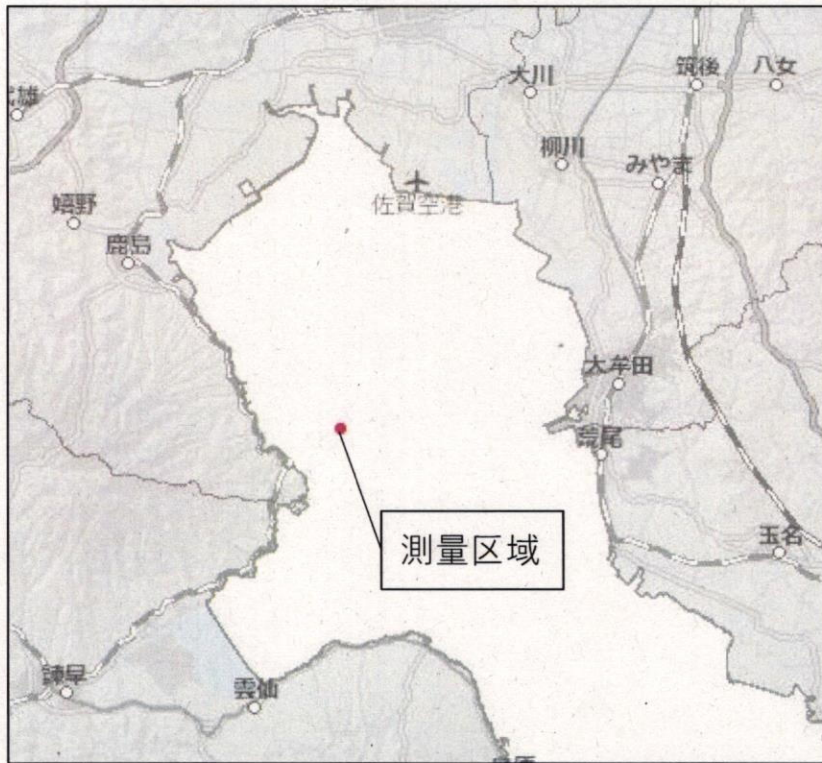 大川
筑後
八女
柳川
みやま
佐賀空港
嬉野
鹿島
大牟田
荒尾
測量区域
玉名
諫早
雲仙